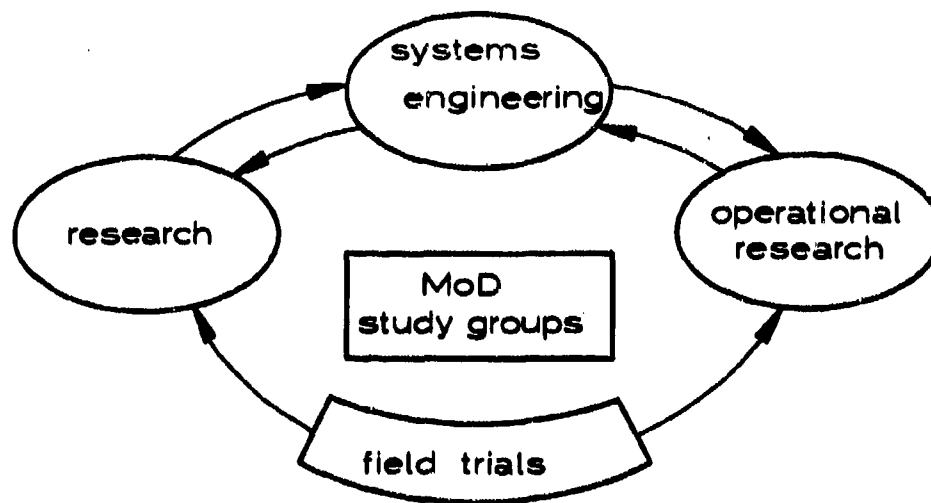 systems
engineering
research
operational
research
MoD
study groups
field trials